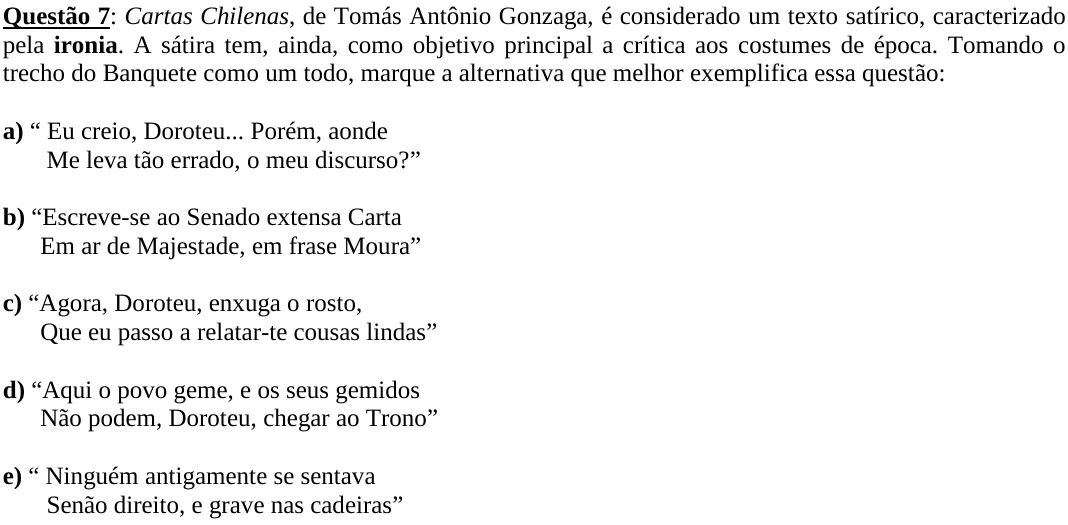 Questão 7: Cartas Chilenas, de Tomás Antônio Gonzaga, é considerado um texto satírico, caracterizado
pela ironia. A sátira tem, ainda, como objetivo principal a crítica aos costumes de época. Tomando o
trecho do Banquete como um todo, marque a alternativa que melhor exemplifica essa questão:
a) “ Eu creio, Doroteu... Porém, aonde
Me leva tão errado, o meu discurso?”
b) “Escreve-se ao Senado extensa Carta
Em ar de Majestade, em frase Moura”
c) “Agora, Doroteu, enxuga o rosto,
Que eu passo a relatar-te cousas lindas”
d) “Aqui o povo geme, e os seus gemidos
Não podem, Doroteu, chegar ao Trono”
e) “ Ninguém antigamente se sentava
Senão direito, e grave nas cadeiras”